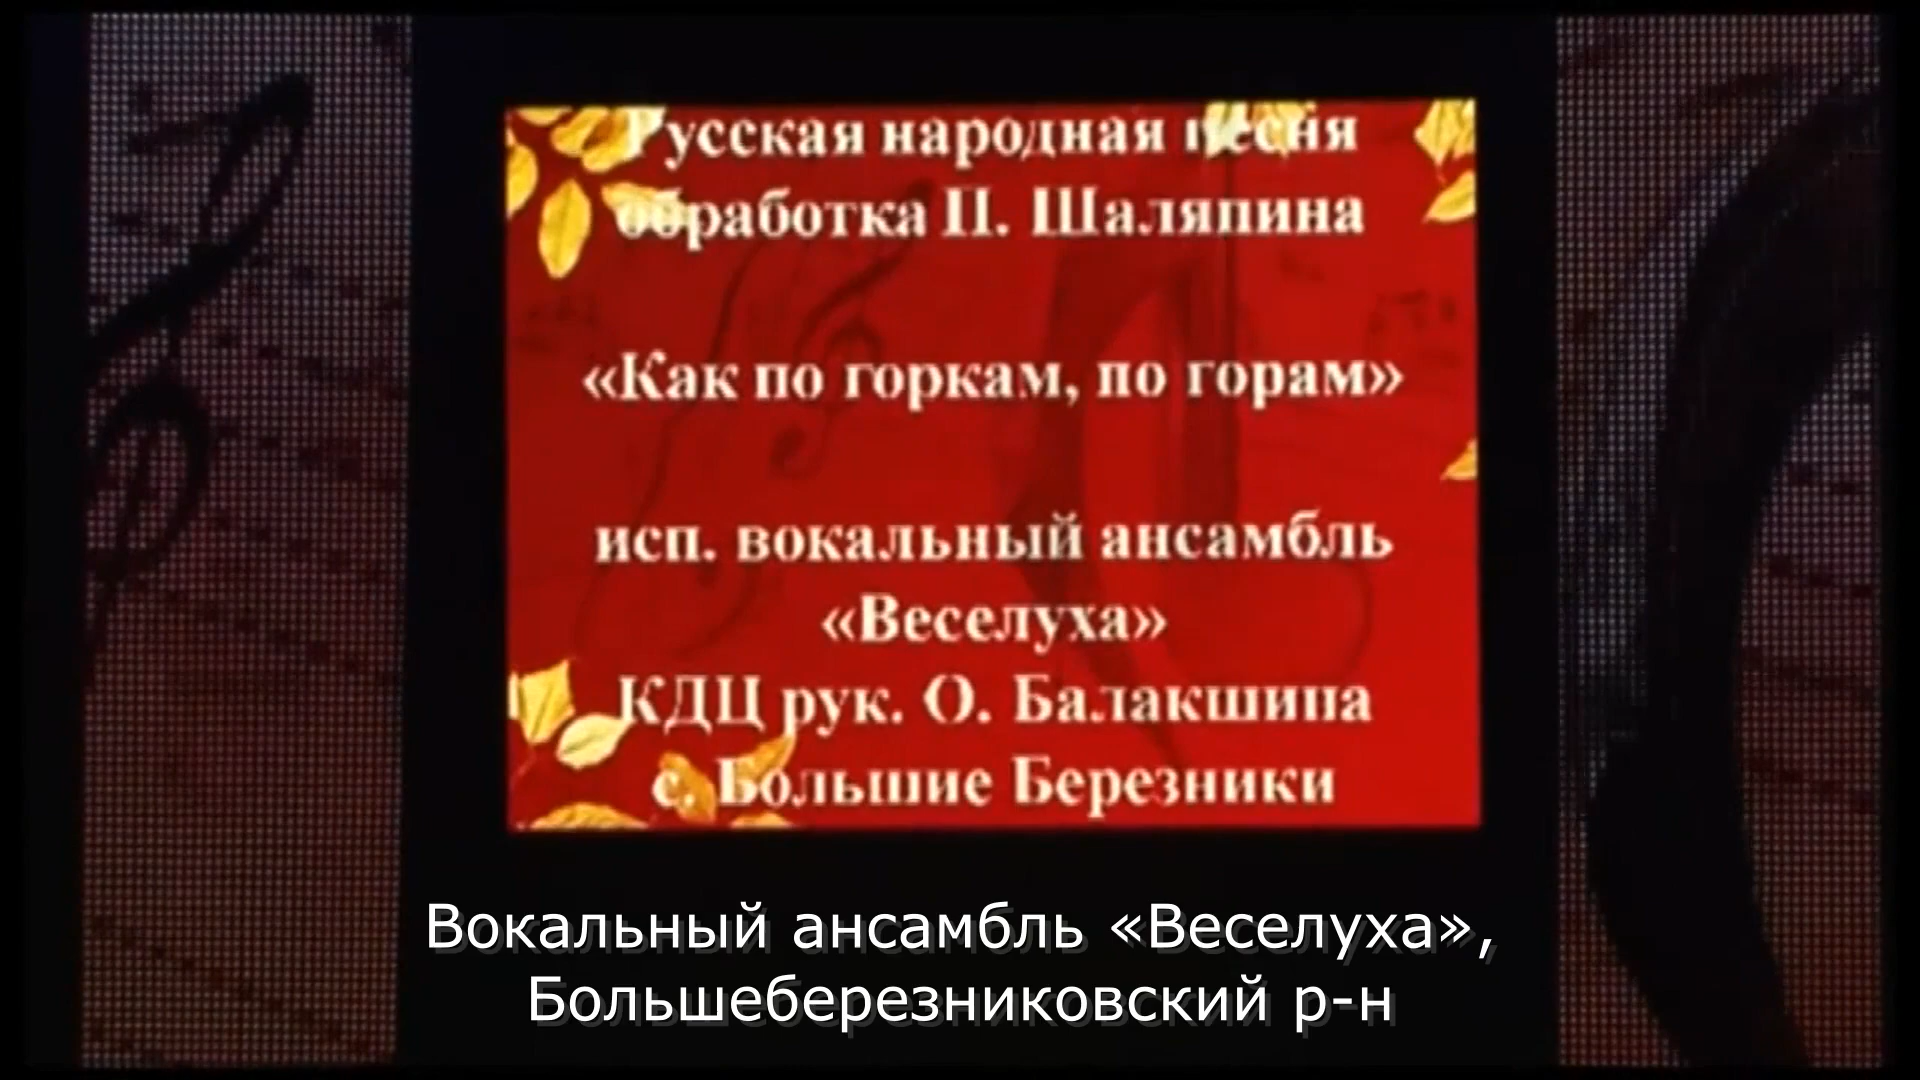 Русская народная песня
обработка П. Шаляпина
«Как по горкам, по горам»
исп. вокальный ансамбль
«Веселуха»
КДЦ рук. О. Балакшина
с. Большие Березники
Вокальный ансамбль «Веселуха»,
Большеберезниковский р-н